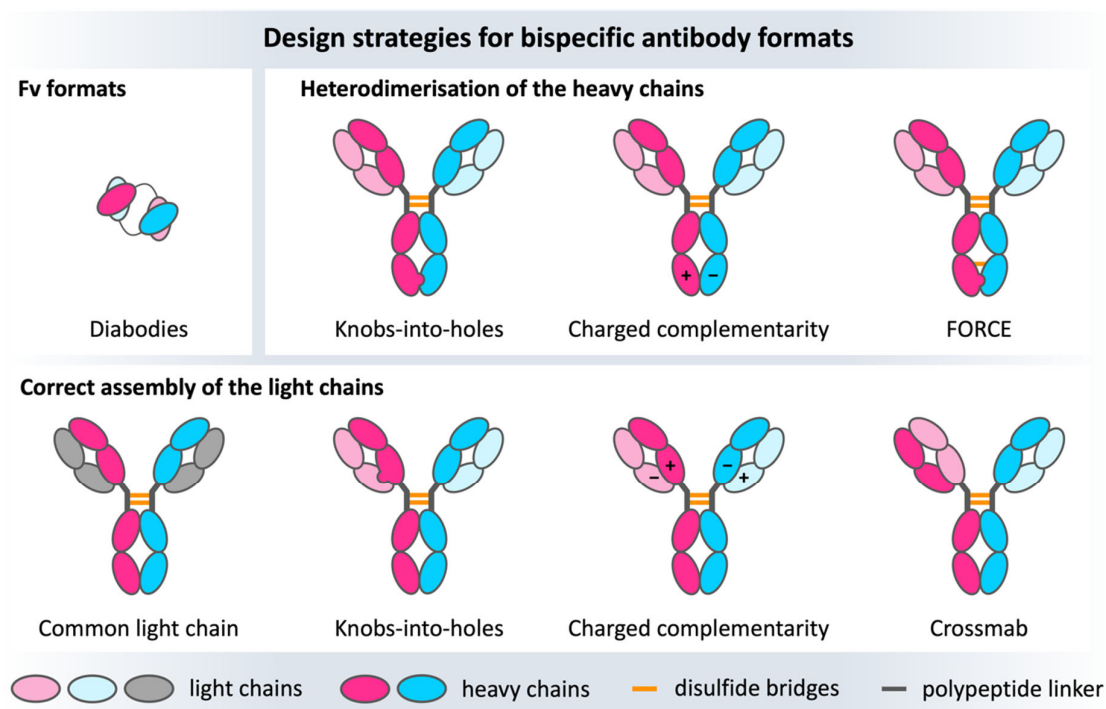 Design strategies for bispecific antibody formats
Fv formats
Heterodimerisation of the heavy chains
+ −
Diabodies
Knobs-into-holes
Charged complementarity
FORCE
Correct assembly of the light chains
− + − +
Common light chain
Knobs-into-holes
Charged complementarity
Crossmab
light chains
heavy chains
disulfide bridges
polypeptide linker